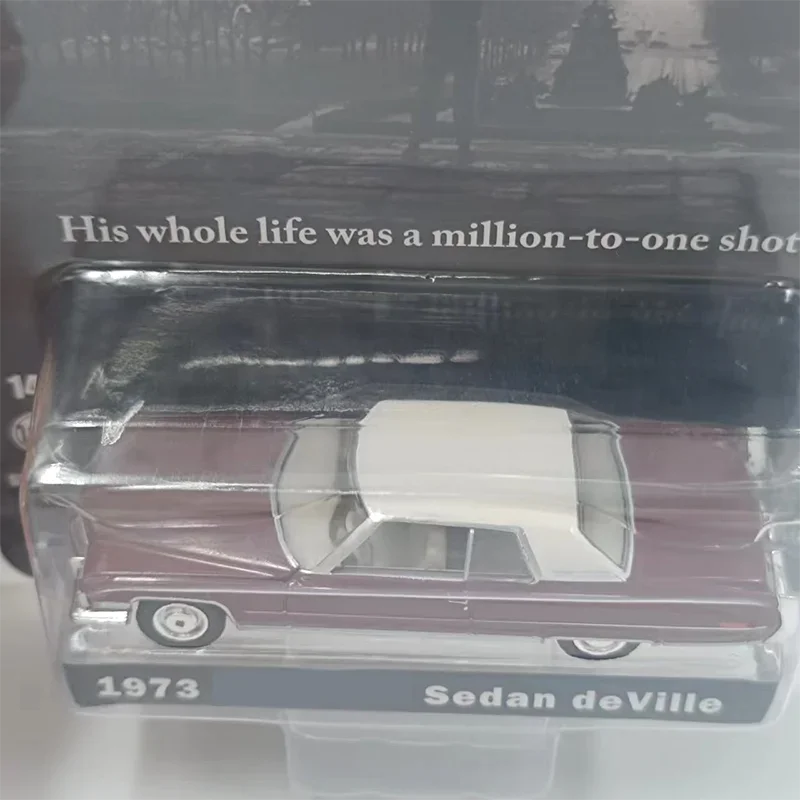 His whole life was a million-to-one shot
1973 Sedan deVille